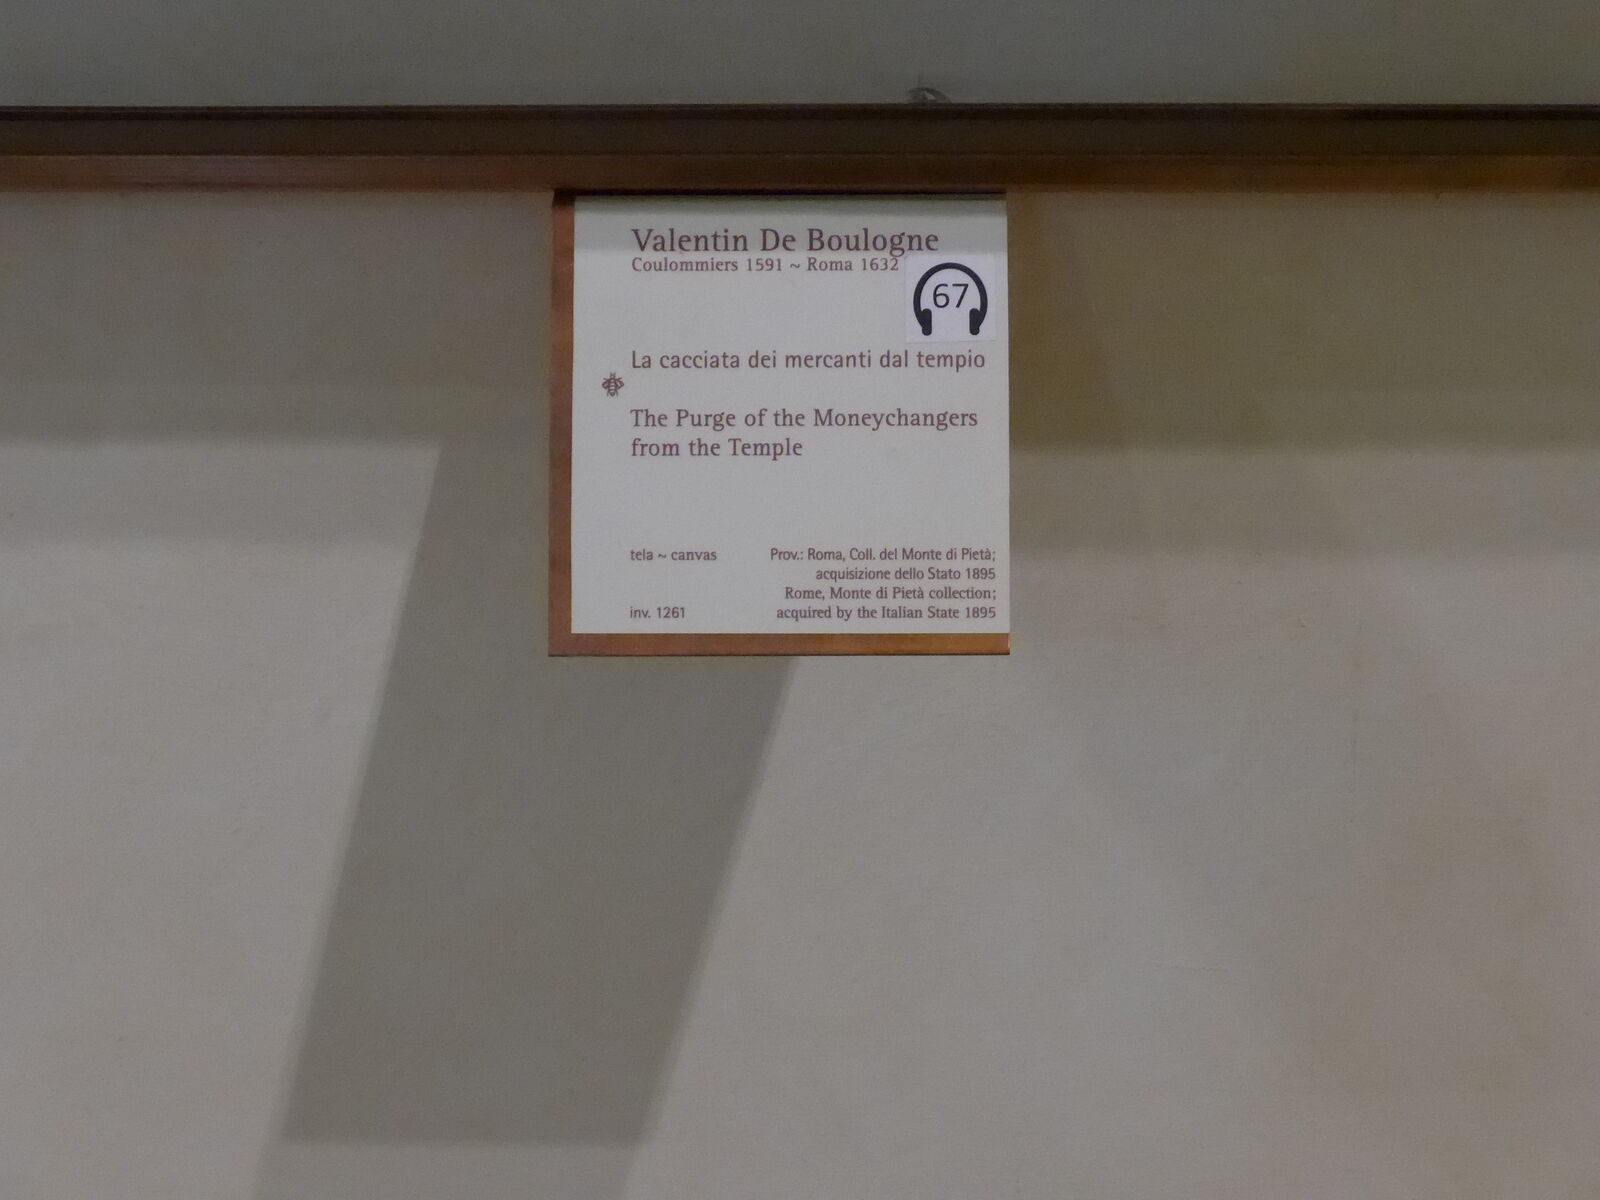 Valentin De Boulogne
Coulommiers 1591 ~ Roma 1632
67
La cacciata dei mercanti dal tempio
The Purge of the Moneychangers
from the Temple
tela ~ canvas
Prov.: Roma, Coll. del Monte di Pietà;
acquisizione dello Stato 1895
Rome, Monte di Pietà collection;
inv. 1261
acquired by the Italian State 1895